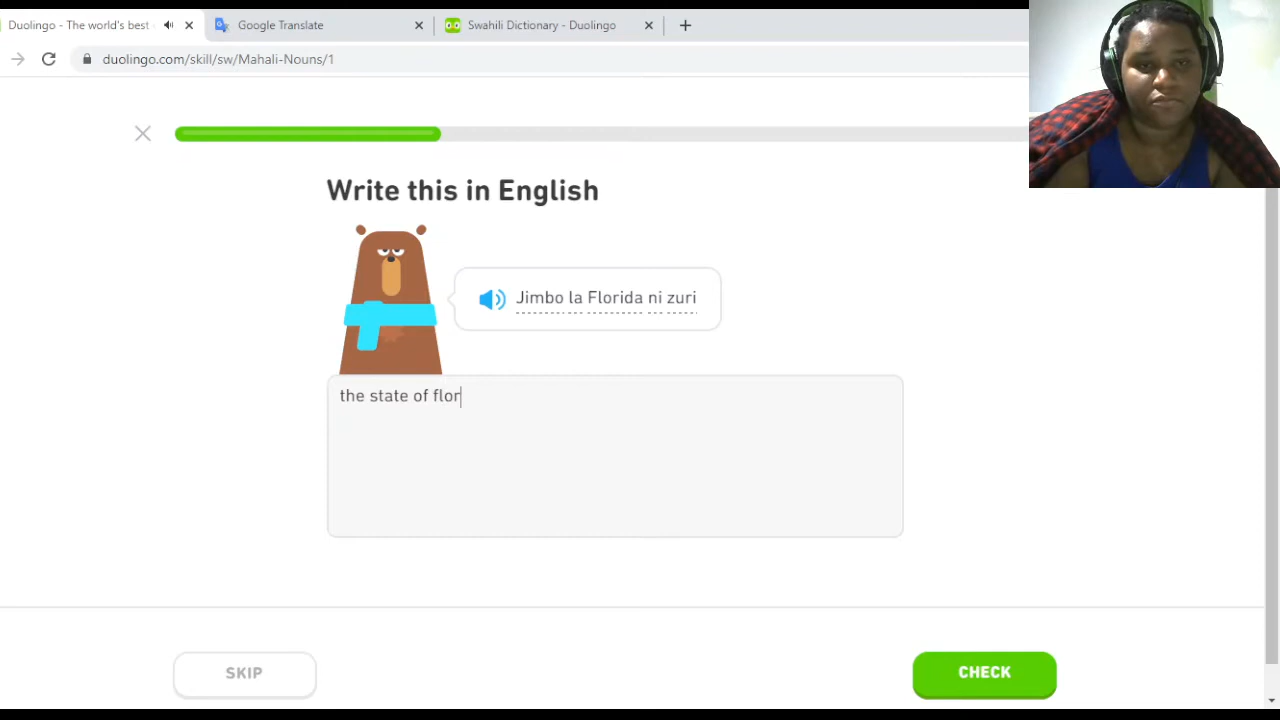 Duolingo - The world's best
Google Translate
Swahili Dictionary - Duolingo
duolingo.com/skill/sw/Mahali-Nouns/1
Write this in English
Jimbo la Florida ni zuri
the state of flor
SKIP
CHECK